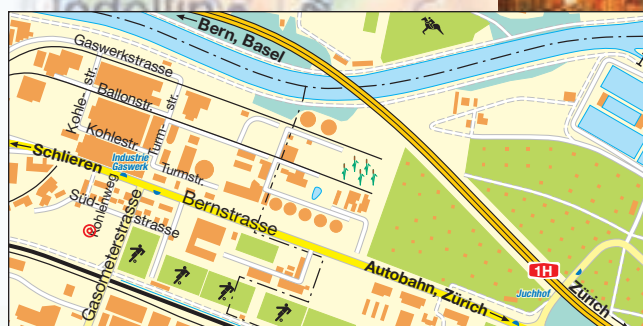 Bern, Basel
Gaswerkstrasse
Kohle-
str.
Ballonstr.
Turm-
str.
Kohlestr.
Schlieren
Industrie
Gaswerk
Turmstr.
Süd-
strasse
Kohlenweg
Gasometerstrasse
Bernstrasse
Autobahn, Zürich
1H
Juchhof
Zürich